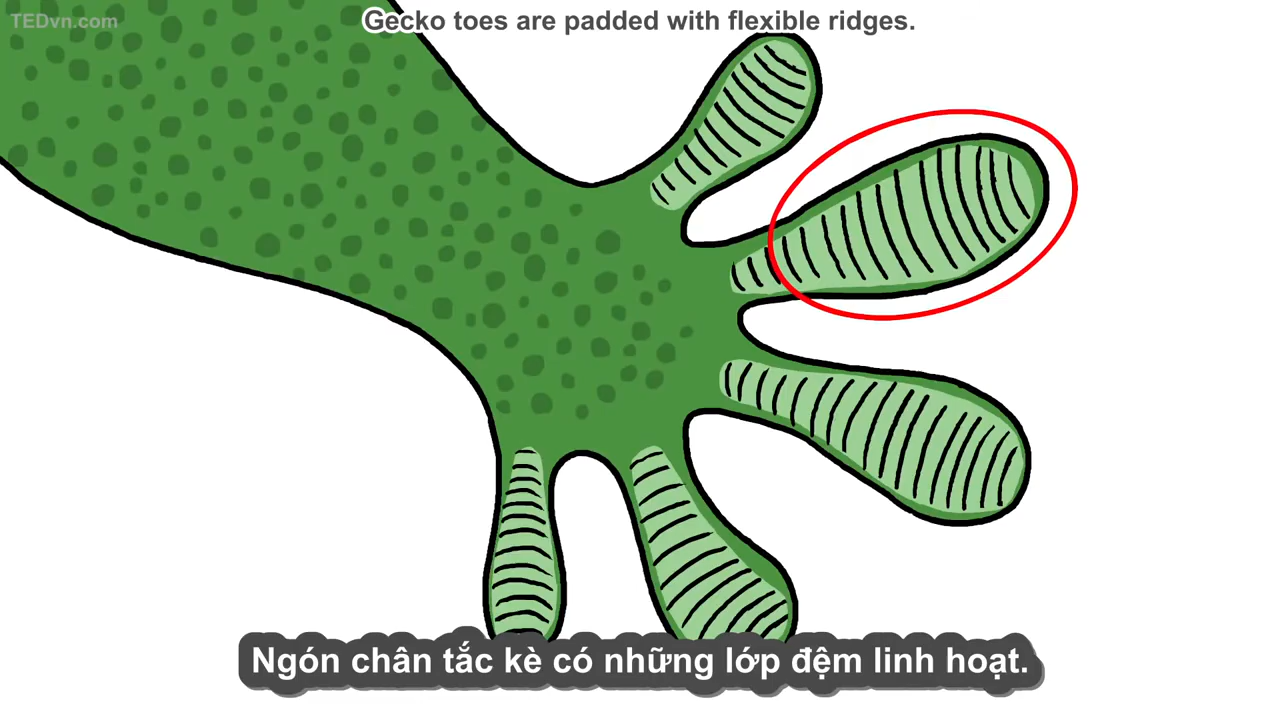 TEDvn.com
Gecko toes are padded with flexible ridges.
Ngón chân tắc kè có những lớp đệm linh hoạt.